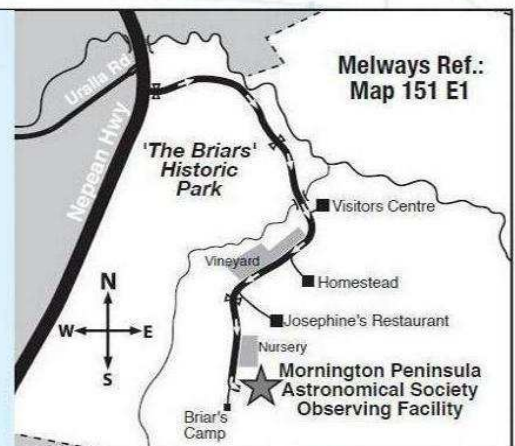 Melways Ref.:
Map 151 E1
Uralla Rd
Nepean Hwy
'The Briars'
Historic
Park
Visitors Centre
Vineyard
Homestead
N
W
E
S
Josephine's Restaurant
Nursery
Mornington Peninsula
Astronomical Society
Observing Facility
Briar's
Camp